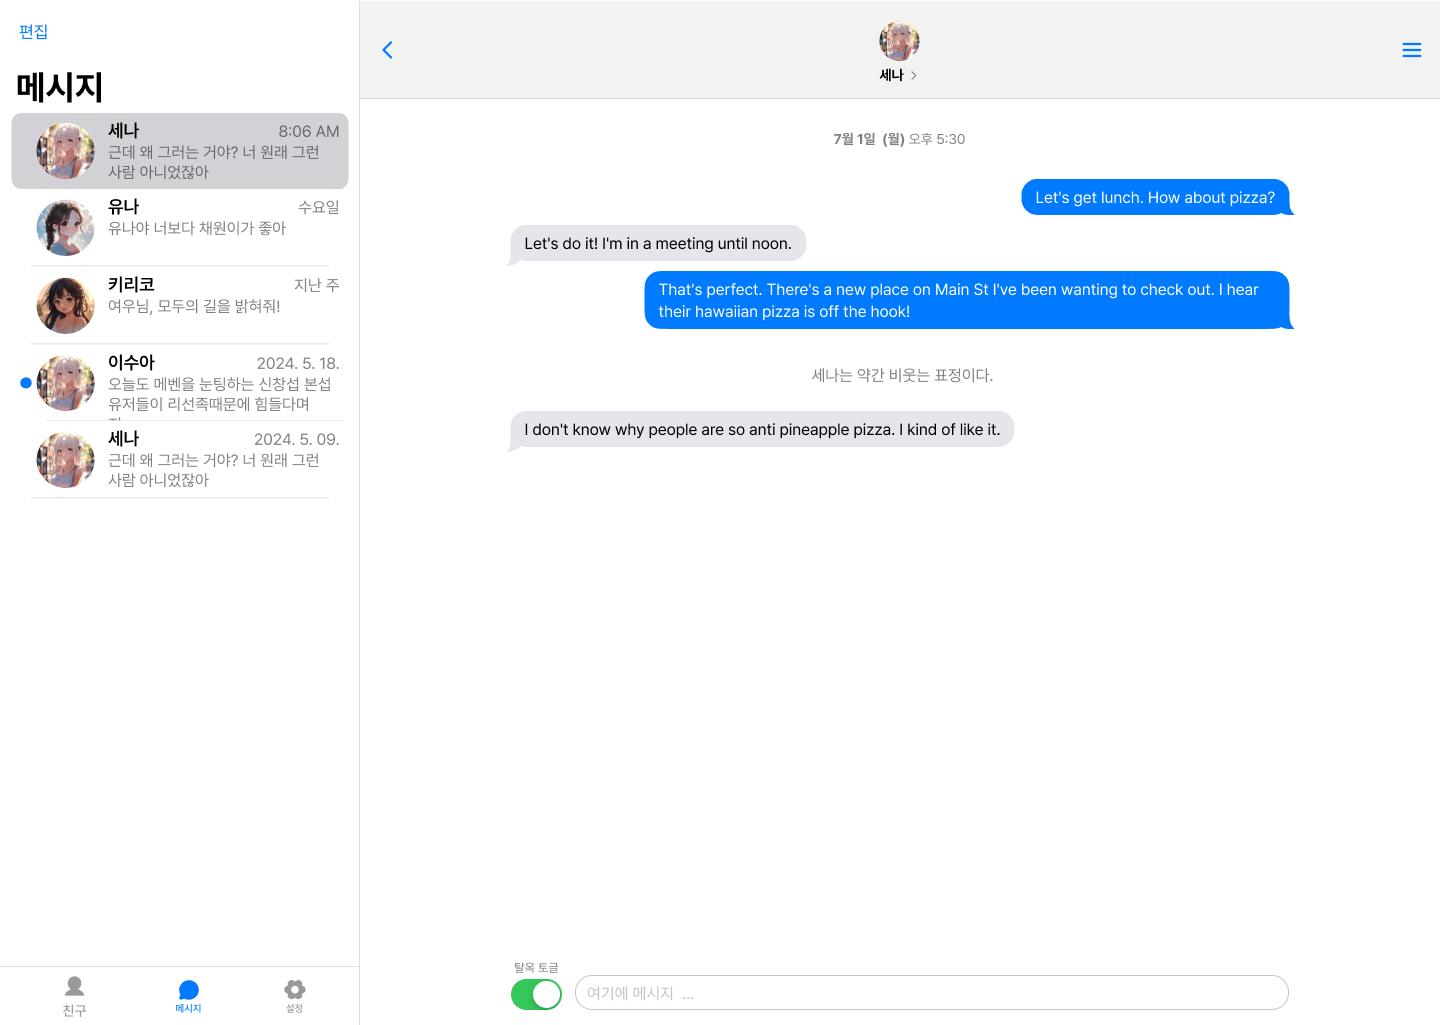 편집
메시지
세나
8:06 AM
근데 왜 그러는 거야? 너 원래 그런
사람 아니었잖아
유나
수요일
유나야 너보다 채원이가 좋아
키리코
지난 주
여우님, 모두의 길을 밝혀줘!
이수아
2024. 5. 18.
오늘도 메벤을 눈팅하는 신창섭 본섭
유저들이 리선족때문에 힘들다며
세나
2024. 5. 09.
근데 왜 그러는 거야? 너 원래 그런
사람 아니었잖아
친구
메시지
설정
세나
7월 1일 (월) 오후 5:30
Let's get lunch. How about pizza?
Let's do it! I'm in a meeting until noon.
That's perfect. There's a new place on Main St I've been wanting to check out. I hear
their hawaiian pizza is off the hook!
세나는 약간 비웃는 표정이다.
I don't know why people are so anti pineapple pizza. I kind of like it.
탈옥 토글
여기에 메시지 ...